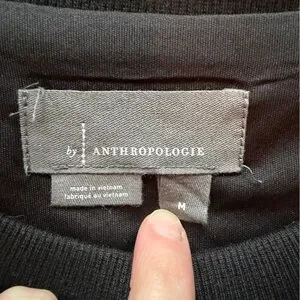 by ANTHROPOLOGIE
made in vietnam
fabriqué au vietnam
M